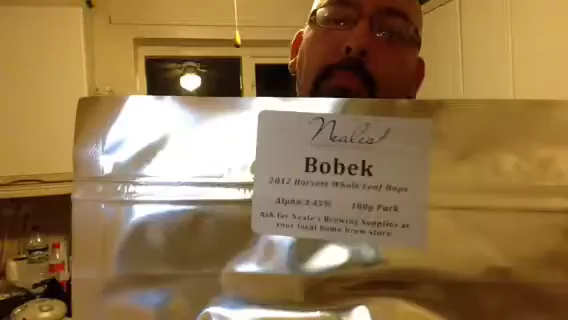 Neales'
Bobek
2012 Harvest Whole Leaf Hops
Alpha:3.45% 100g Pack
Ask for Neale's Brewing Supplies at
your local home brew store